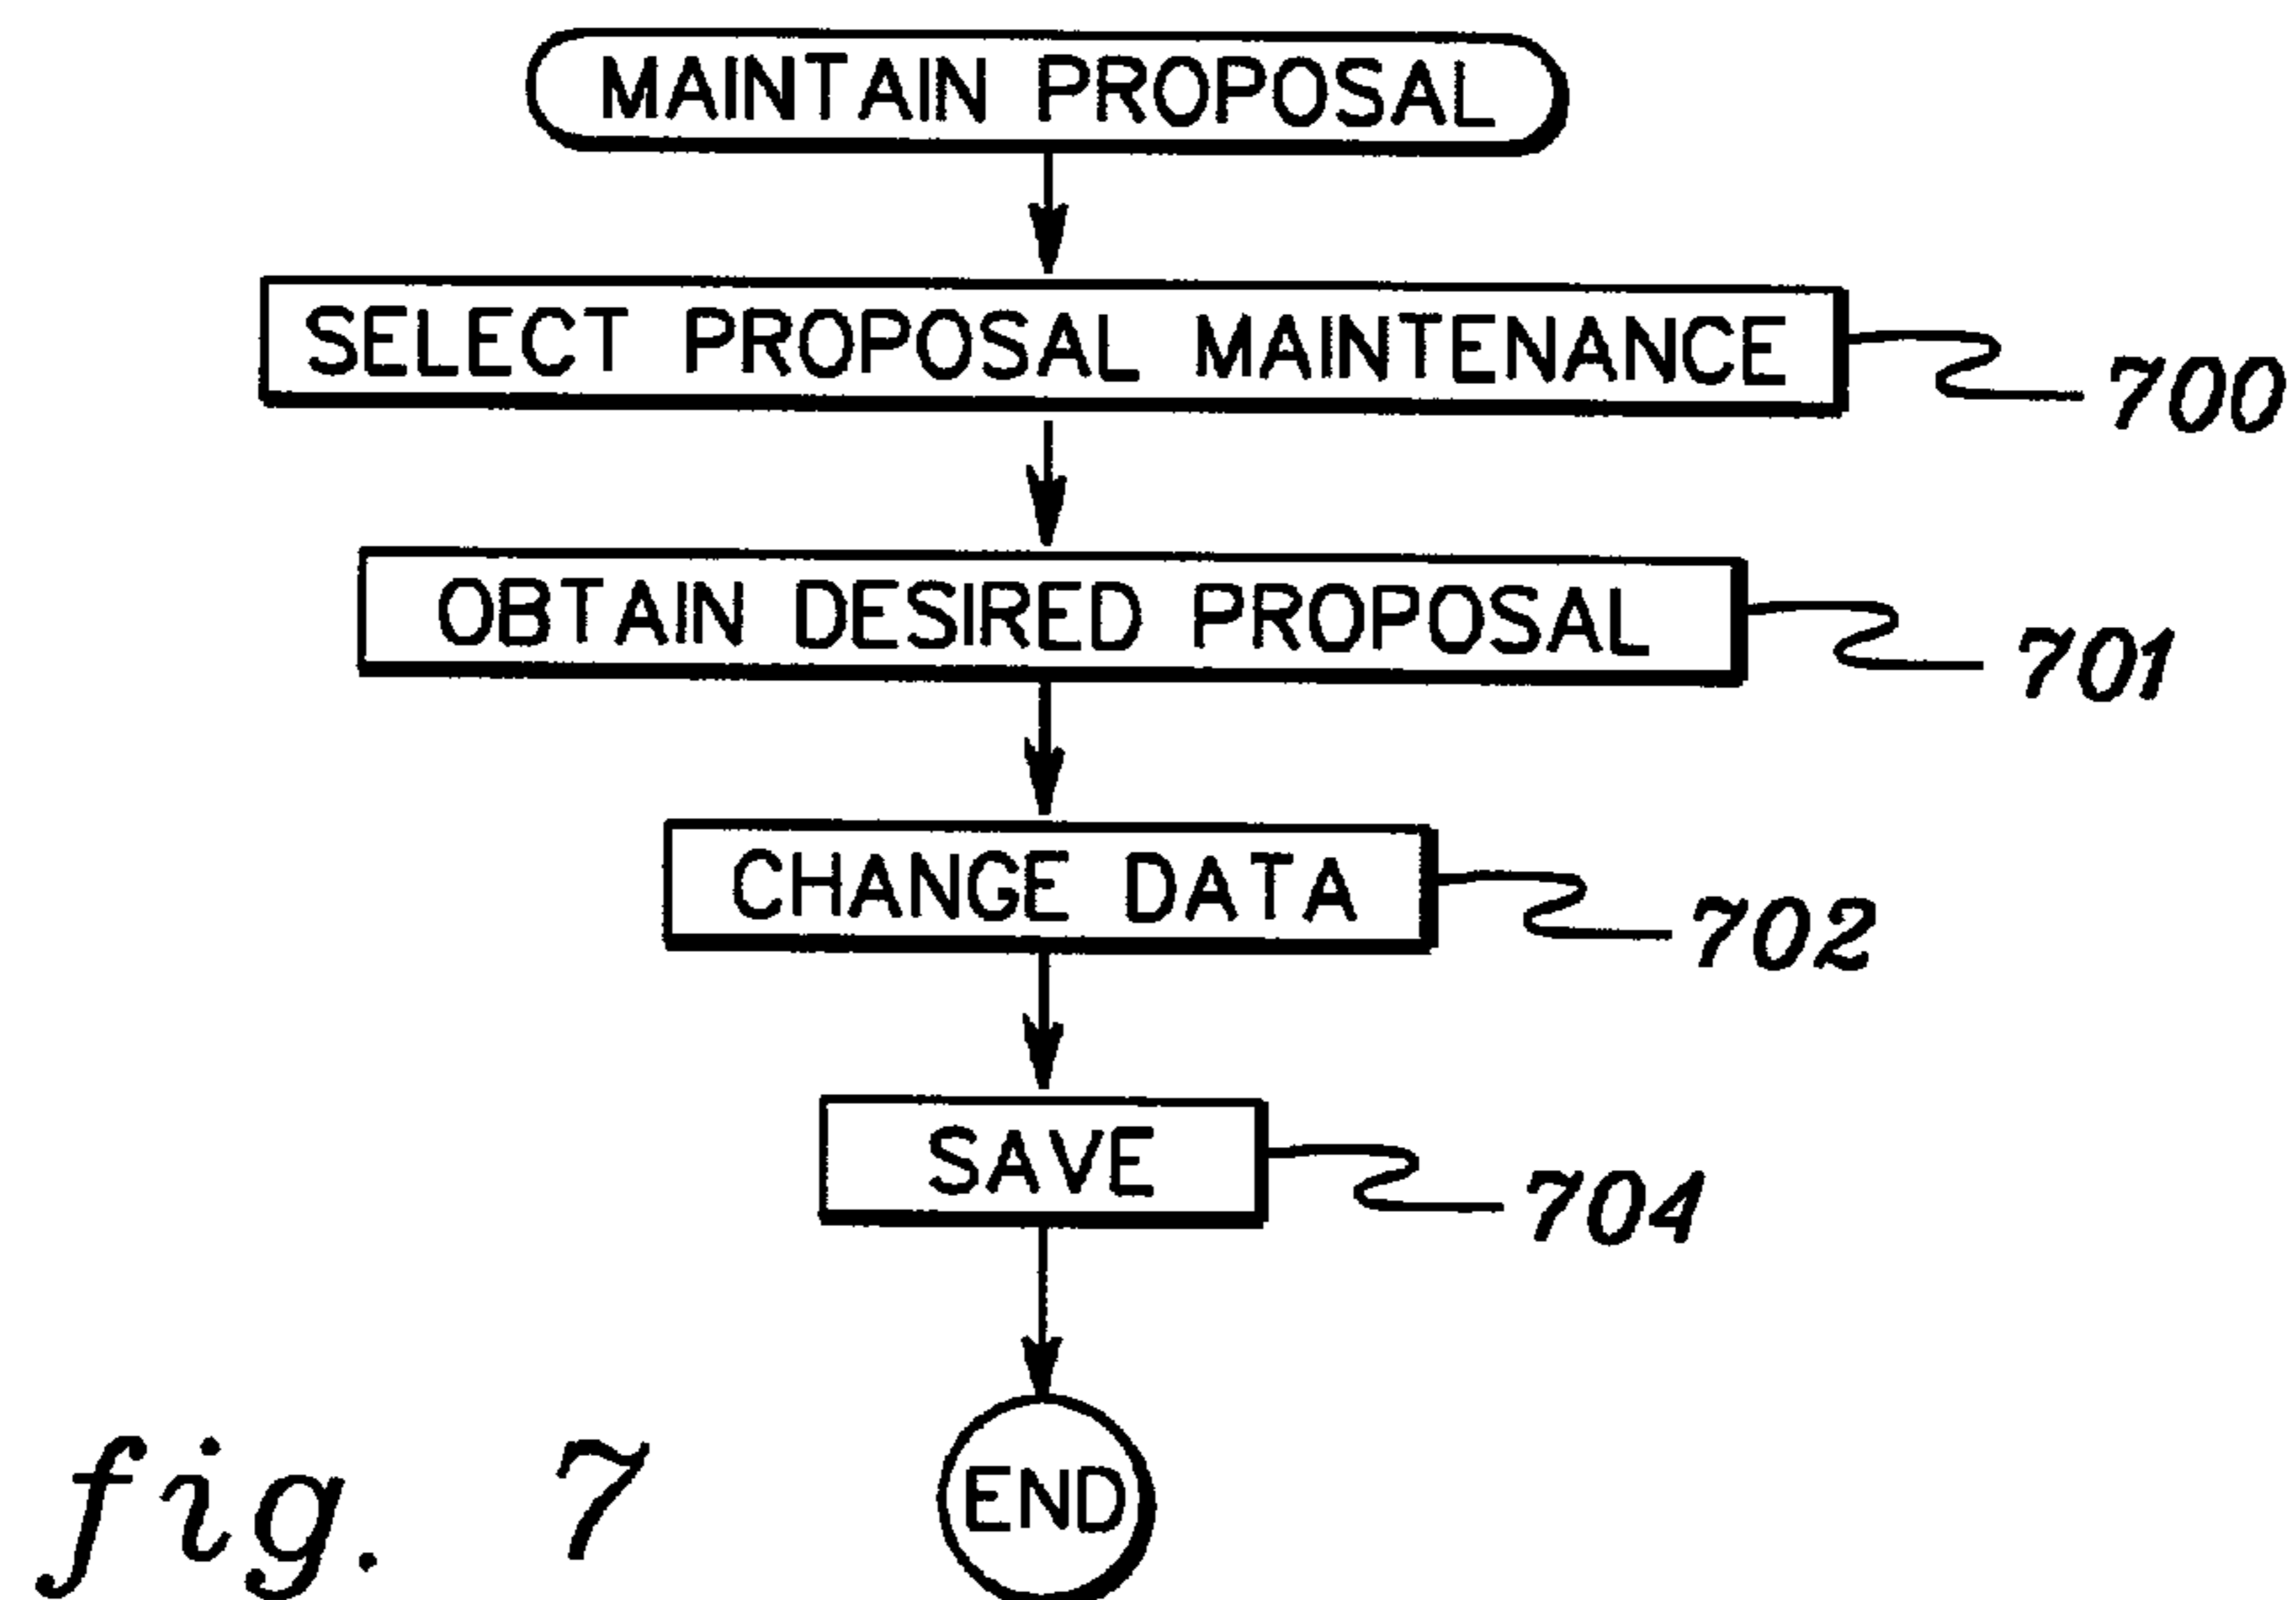 MAINTAIN PROPOSAL
SELECT PROPOSAL MAINTENANCE
700
OBTAIN DESIRED PROPOSAL
701
CHANGE DATA
702
SAVE
704
END
fig. 7